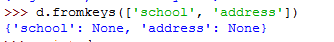 >>> d.fromkeys(['school', 'address'])
{'school': None, 'address': None}